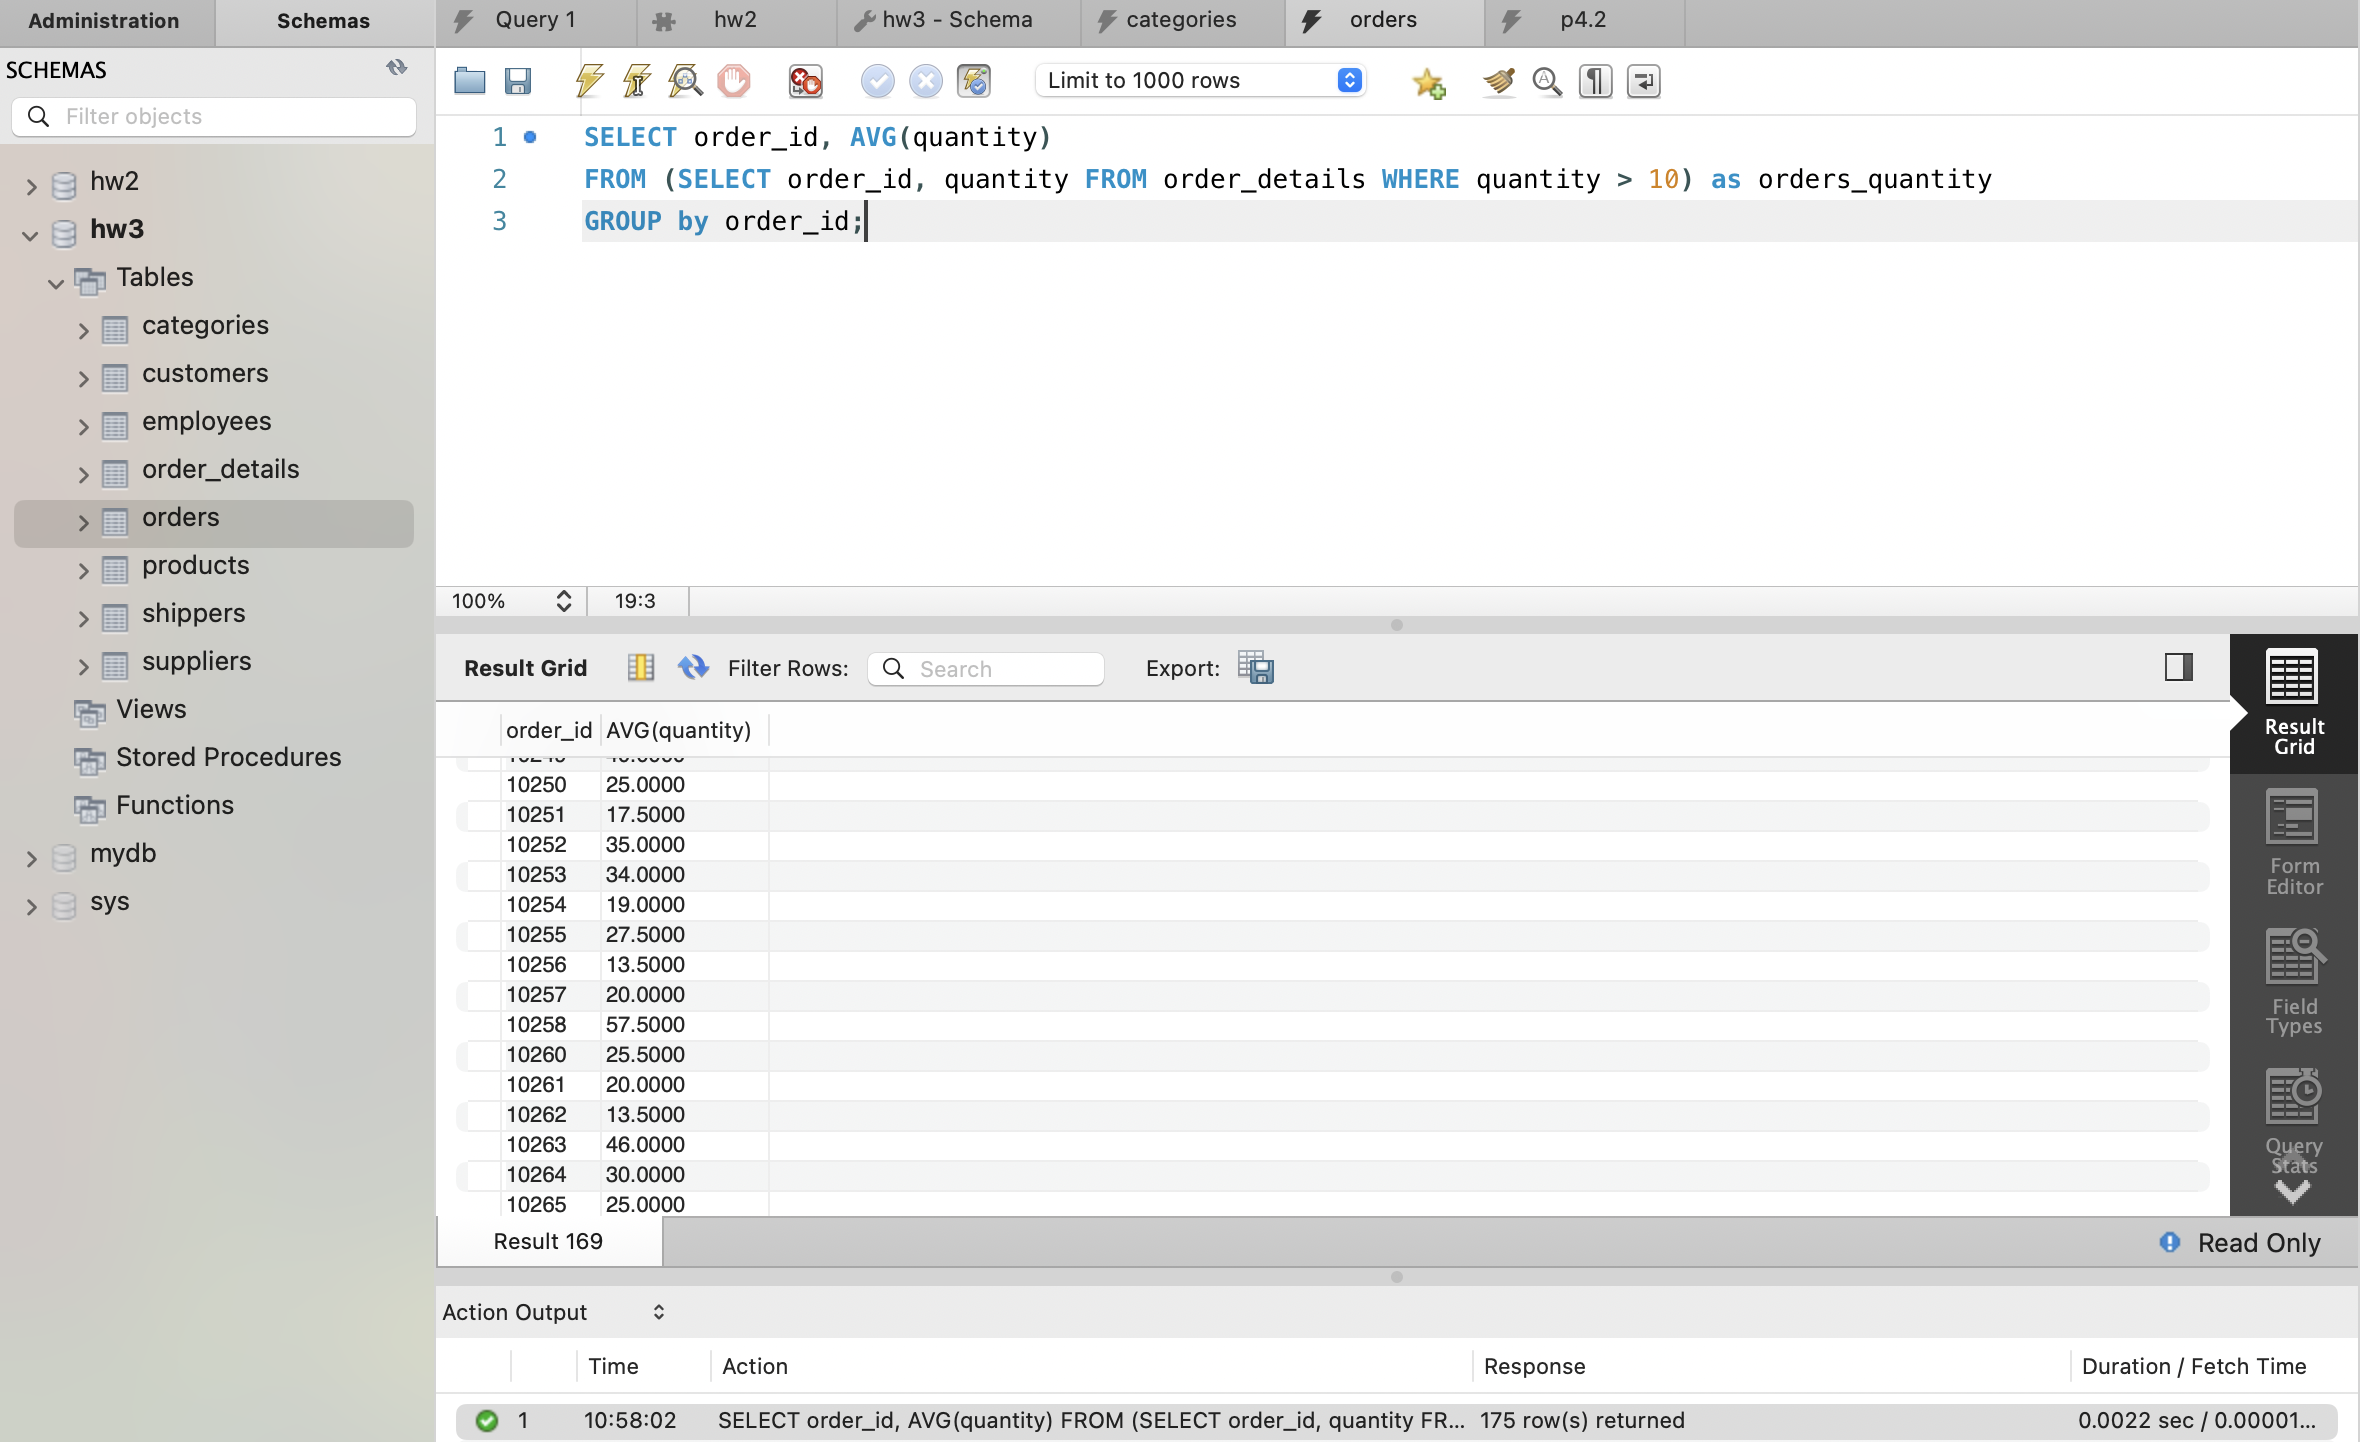 Administration
Schemas
Query 1
hw2
hw3 - Schema
categories
orders
p4.2
SCHEMAS
Filter objects
hw2
hw3
Tables
categories
customers
employees
order_details
orders
products
shippers
suppliers
Views
Stored Procedures
Functions
mydb
sys
Limit to 1000 rows
1 SELECT order_id, AVG(quantity)
2 FROM (SELECT order_id, quantity FROM order_details WHERE quantity > 10) as orders_quantity
3 GROUP by order_id;
100% 19:3
Result Grid Filter Rows: Search Export:
order_id AVG(quantity)
10250 25.0000
10251 17.5000
10252 35.0000
10253 34.0000
10254 19.0000
10255 27.5000
10256 13.5000
10257 20.0000
10258 57.5000
10260 25.5000
10261 20.0000
10262 13.5000
10263 46.0000
10264 30.0000
10265 25.0000
Result
Grid
Form
Editor
Field
Types
Query
Stats
Result 169
Read Only
Action Output
Time Action Response Duration / Fetch Time
1 10:58:02 SELECT order_id, AVG(quantity) FROM (SELECT order_id, quantity FR... 175 row(s) returned 0.0022 sec / 0.00001...